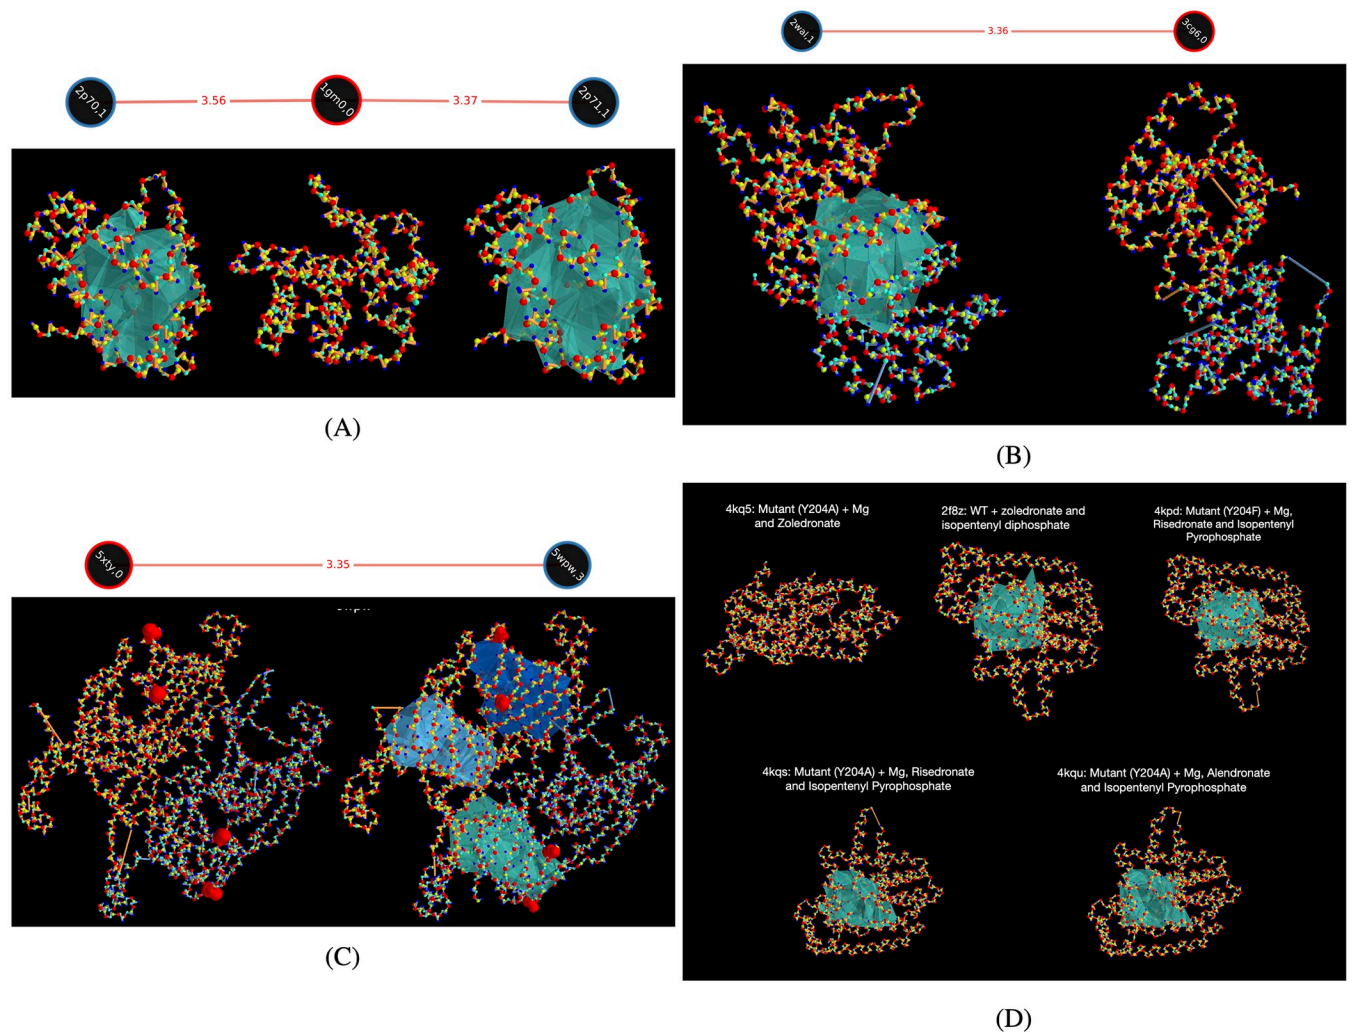 2p70,1
3.56
1gm0,0
3.37
2p71,1
(A)
2wal,1
3.36
3cg6,0
(B)
5xty,0
3.35
5wpw,3
(C)
4kq5: Mutant (Y204A) + Mg
and Zoledronate
2f8z: WT + zoledronate and
isopentenyl diphosphate
4kpd: Mutant (Y204F) + Mg,
Risedronate and Isopentenyl
Pyrophosphate
4kqs: Mutant (Y204A) + Mg, Risedronate
and Isopentenyl Pyrophosphate
4kqu: Mutant (Y204A) + Mg, Alendronate
and Isopentenyl Pyrophosphate
(D)